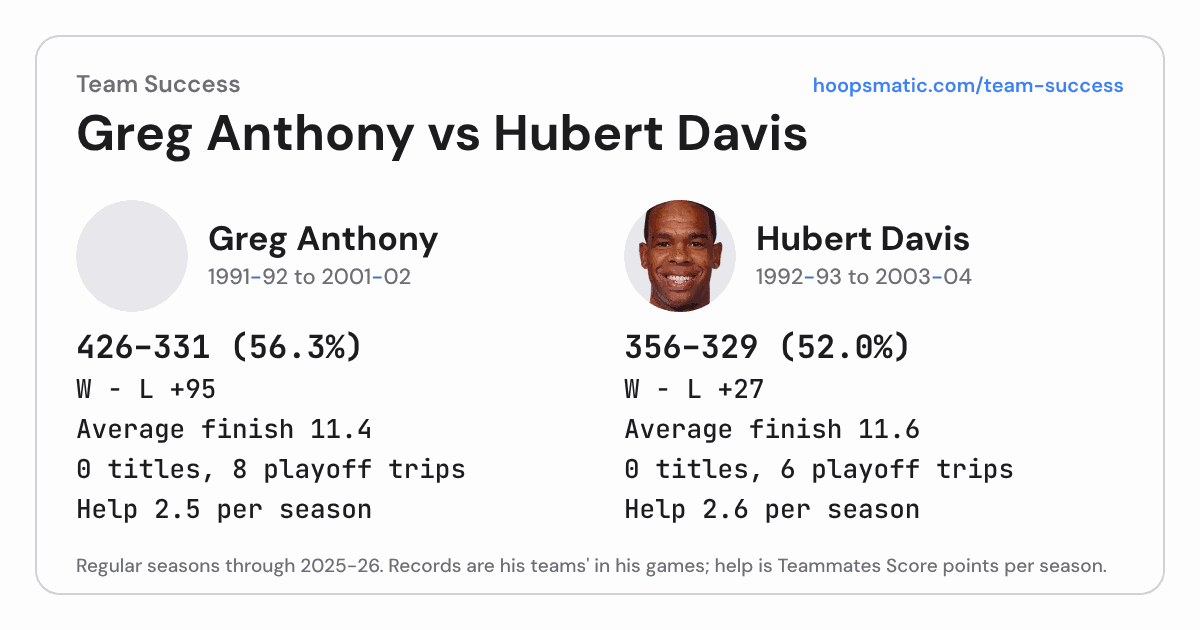 Team Success
hoopsmatic.com/team-success
Greg Anthony vs Hubert Davis
Greg Anthony
1991-92 to 2001-02
426-331 (56.3%)
W - L +95
Average finish 11.4
0 titles, 8 playoff trips
Help 2.5 per season
Hubert Davis
1992-93 to 2003-04
356-329 (52.0%)
W - L +27
Average finish 11.6
0 titles, 6 playoff trips
Help 2.6 per season
Regular seasons through 2025-26. Records are his teams' in his games; help is Teammates Score points per season.